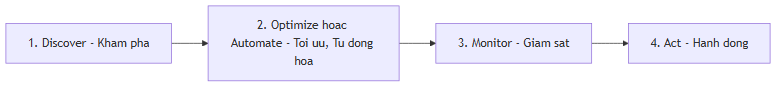 1. Discover - Kham pha
2. Optimize hoac
Automate - Toi uu, Tu dong
hoa
3. Monitor - Giam sat
4. Act - Hanh dong